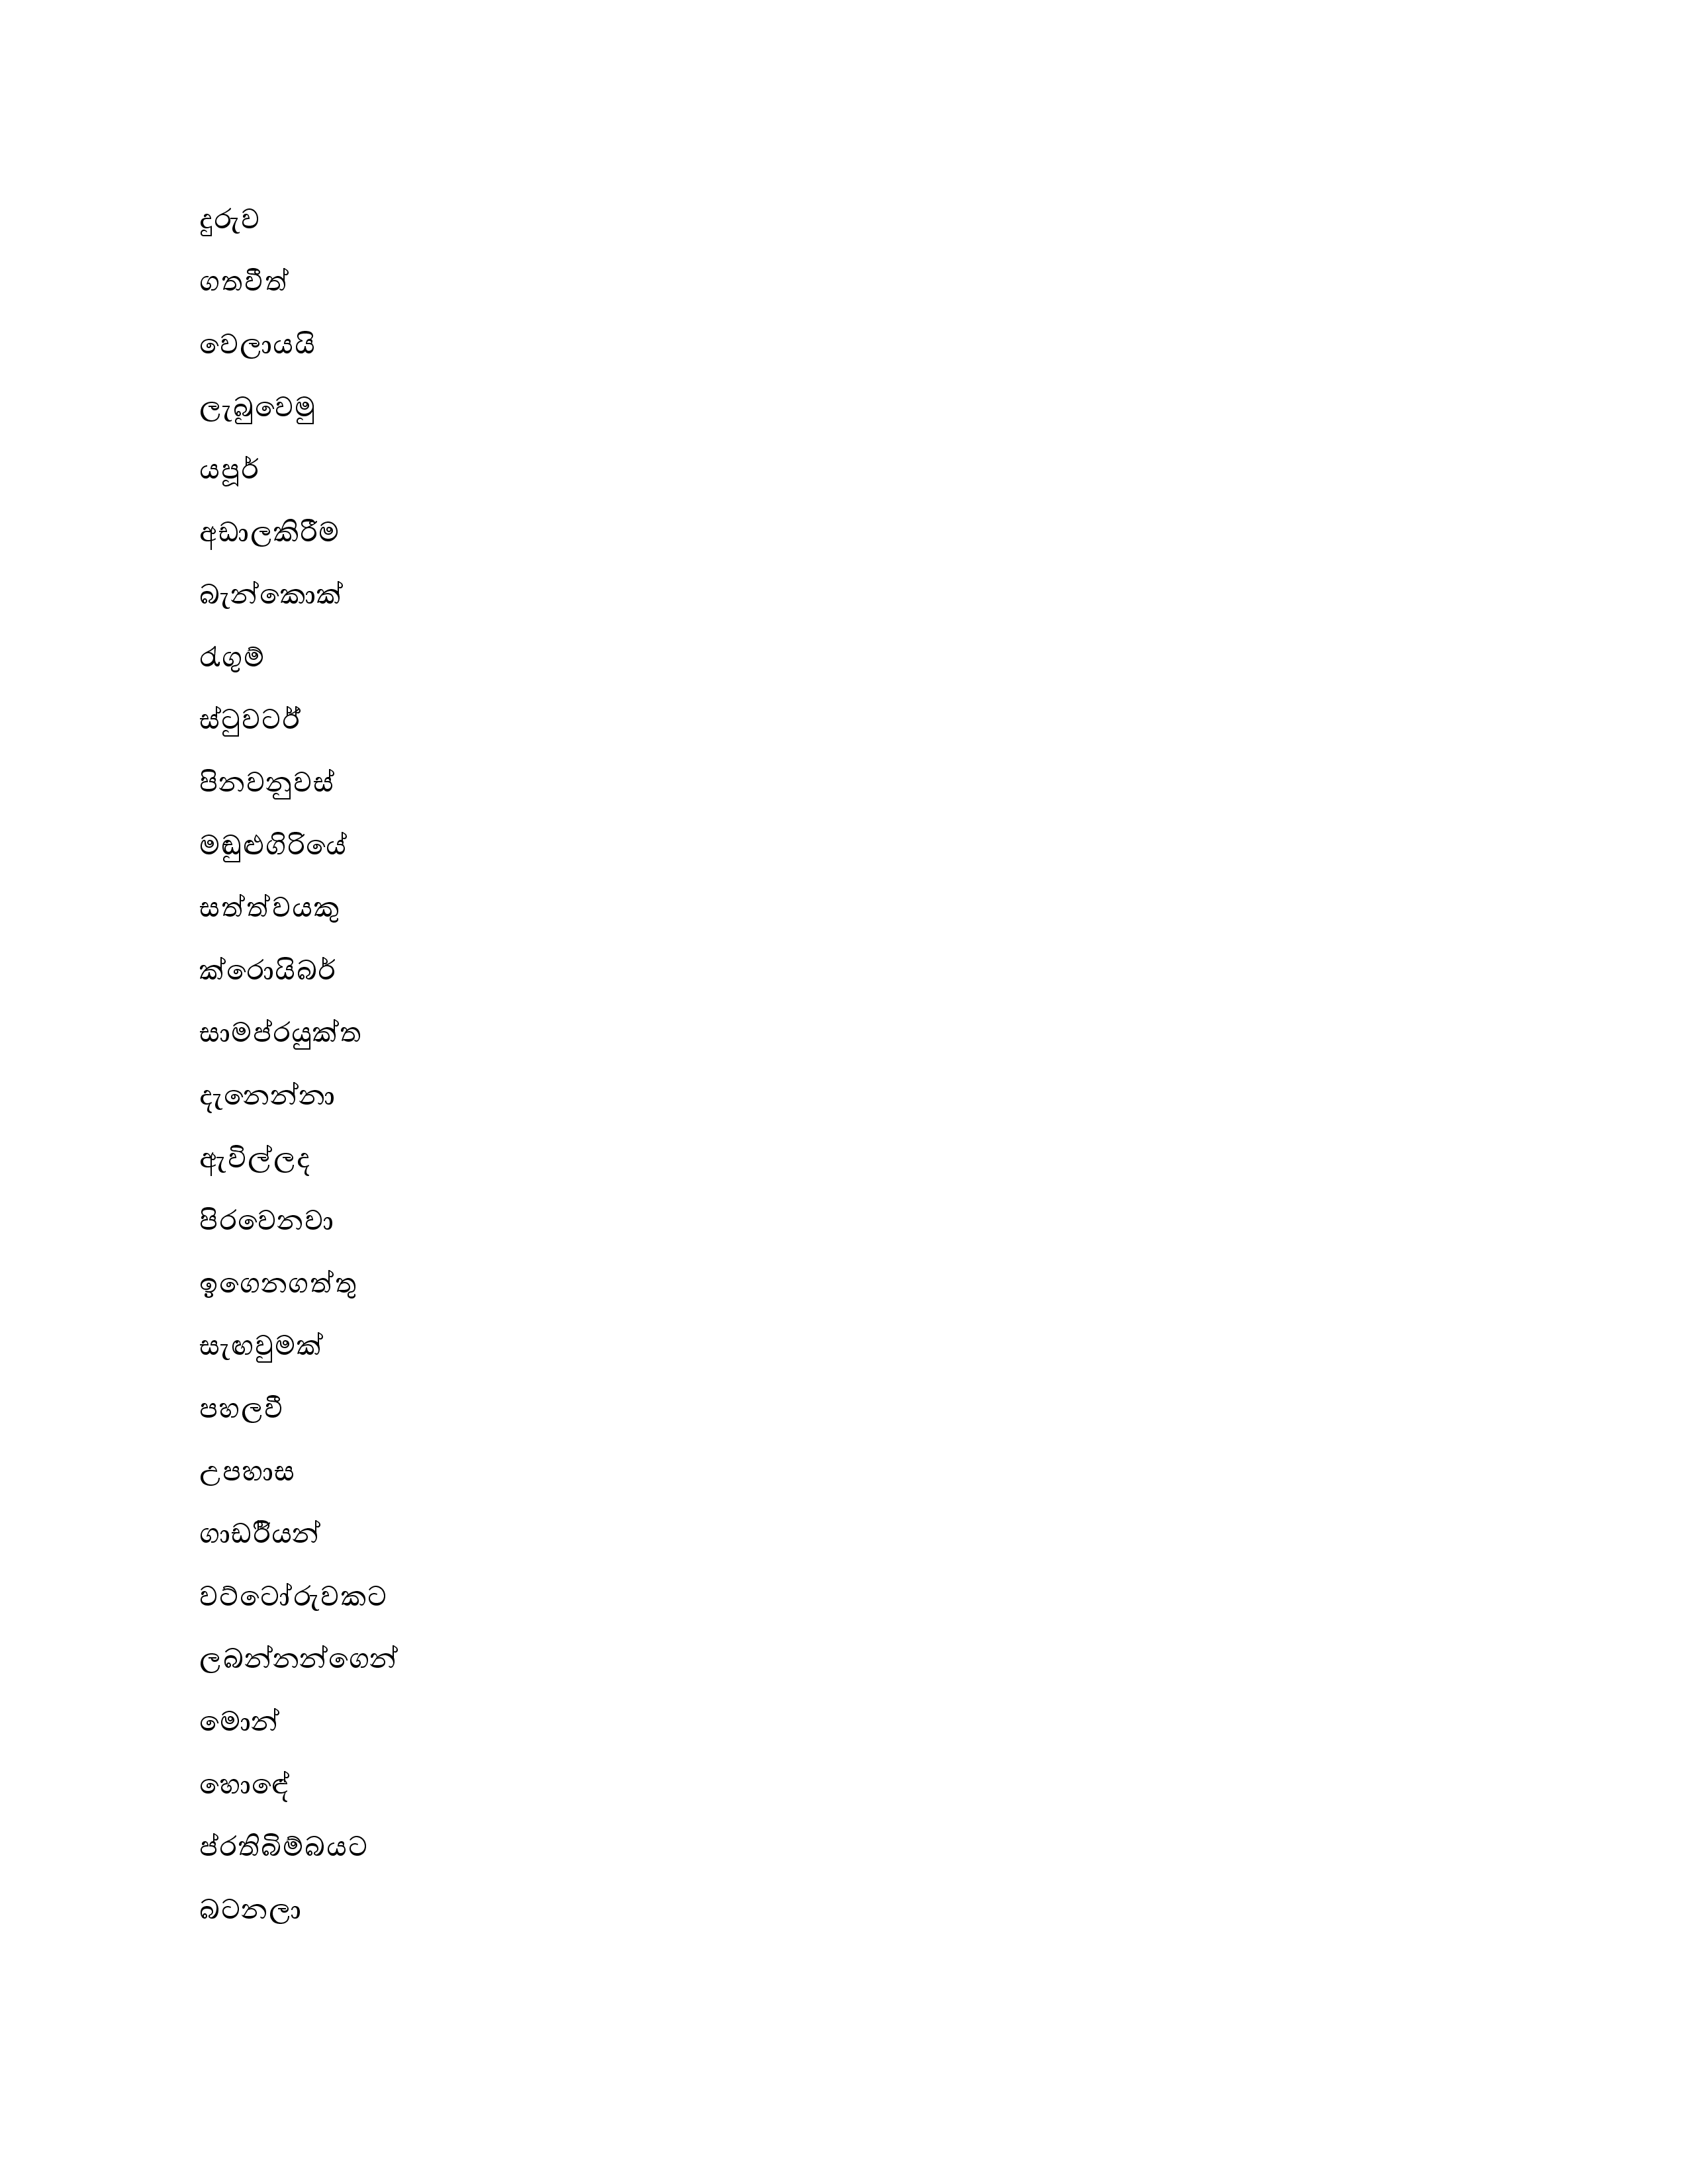 දුරුව
ගතවීත්
වෙලායයි
ලැබුවෙමු
යපූර්
අඩාලකිරීම
බැන්කොක්
රැගුම්
ස්ටුවටර්
පිනවනුවස්
මඬුළුගිරියේ
සත්ත්වයකු
ක්රොයිබර්
සාමප්රයුක්ත
දැනෙන්නා
ඇවිල්ලද
පිරවෙනවා
ඉගෙනගත්තු
සැඟවුමක්
පහලවී
උපහාස
ගාඩර්යන්
වට්ටෝරුවකට
ලබන්නන්ගෙන්
මොන්
හොඳේ
ප්රතිබිම්බයට
බටනලා